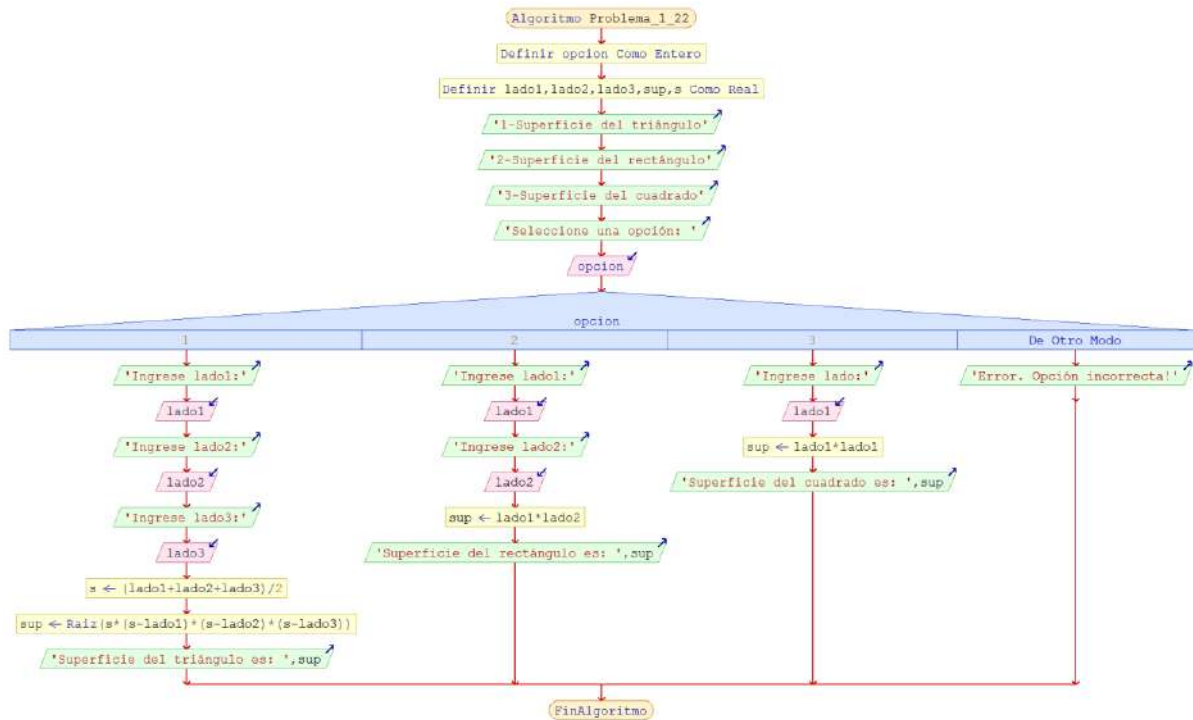 Algoritmo Problema_1_22
Definir opcion Como Entero
Definir lado1,lado2,lado3,sup,s Como Real
'1-Superficie del triángulo'
'2-Superficie del rectángulo'
'3-Superficie del cuadrado'
'Seleccione una opción: '
opcion
opcion
1
'Ingrese lado1:'
lado1
'Ingrese lado2:'
lado2
'Ingrese lado3:'
lado3
s ← (lado1+lado2+lado3)/2
sup ← Raiz(s*(s-lado1)*(s-lado2)*(s-lado3))
'Superficie del triángulo es: ',sup
2
'Ingrese lado1:'
lado1
'Ingrese lado2:'
lado2
sup ← lado1*lado2
'Superficie del rectángulo es: ',sup
3
'Ingrese lado:'
lado1
sup ← lado1*lado1
'Superficie del cuadrado es: ',sup
De Otro Modo
'Error. Opción incorrecta!'
FinAlgoritmo